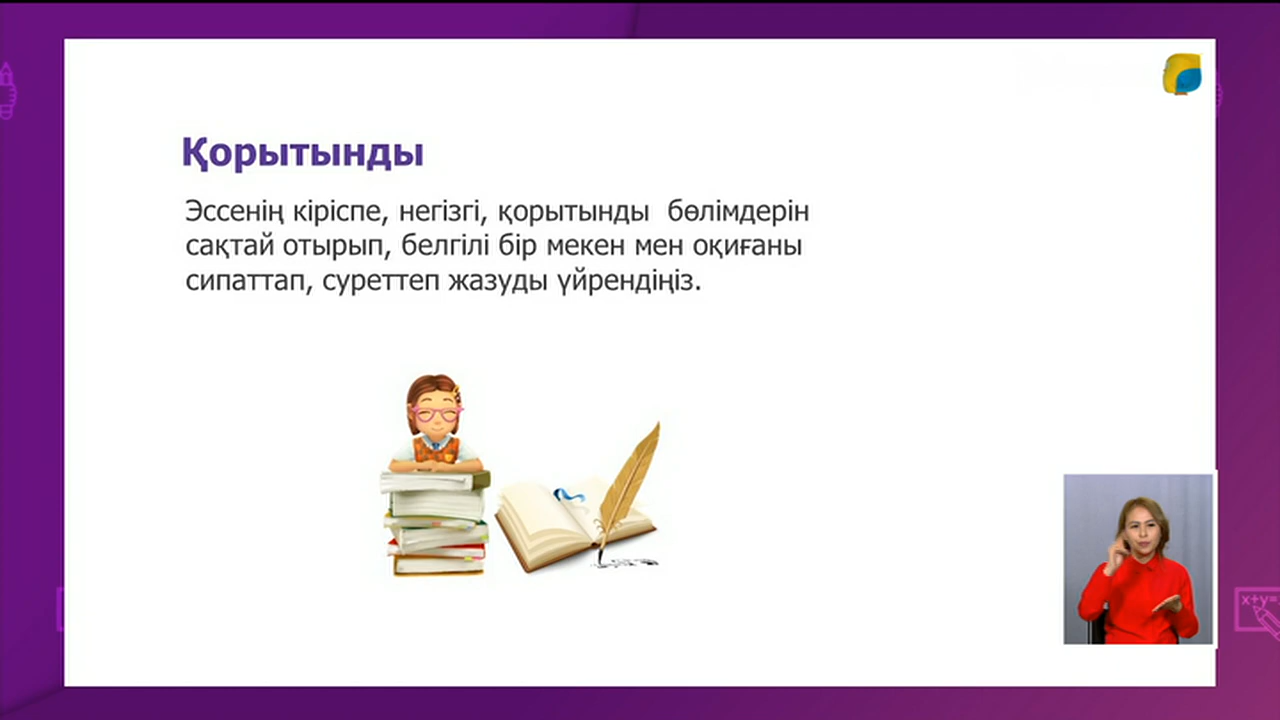 Қорытынды
Эссенің кіріспе, негізгі, қорытынды  бөлімдерін
сақтай отырып, белгілі бір мекен мен оқиғаны
сипаттап, суреттеп жазуды үйрендіңіз.
x+y=